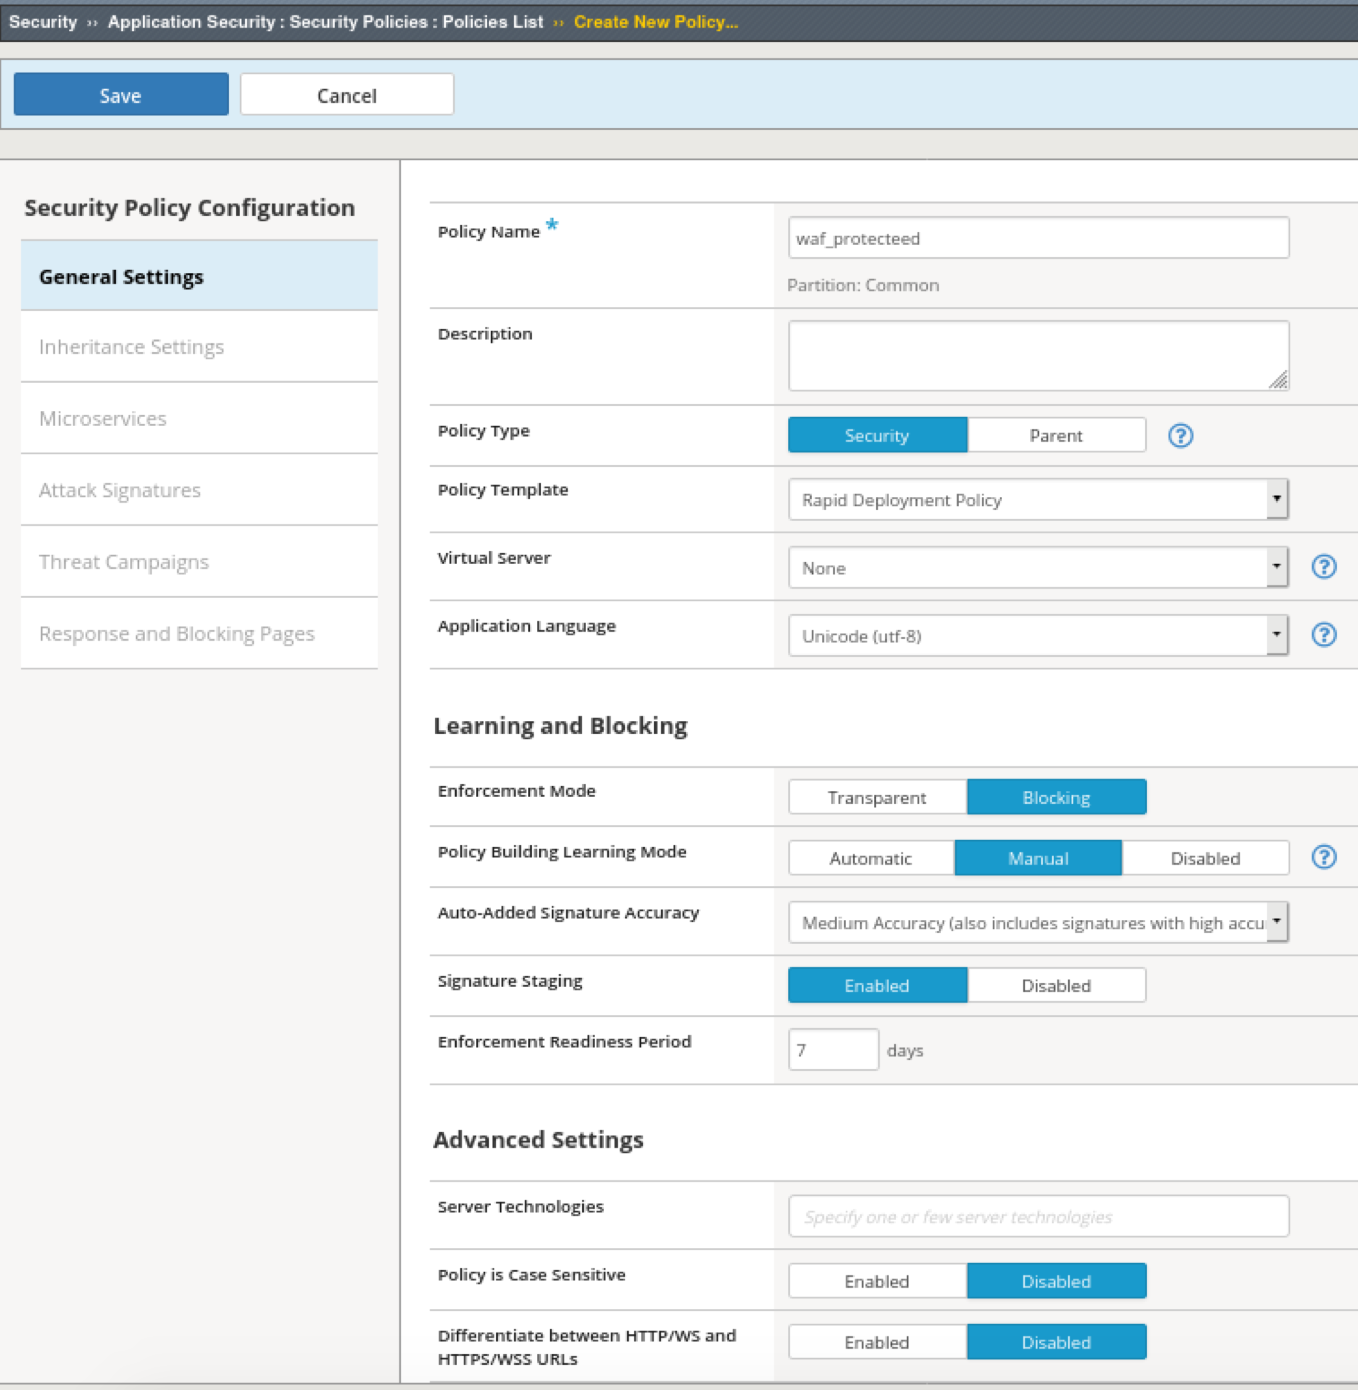 Security ›› Application Security : Security Policies : Policies List ›› Create New Policy...
Save Cancel
Security Policy Configuration
General Settings
Inheritance Settings
Microservices
Attack Signatures
Threat Campaigns
Response and Blocking Pages
Policy Name * waf_protecteed
Partition: Common
Description
Policy Type Security Parent ?
Policy Template Rapid Deployment Policy
Virtual Server None ?
Application Language Unicode (utf-8) ?
Learning and Blocking
Enforcement Mode Transparent Blocking
Policy Building Learning Mode Automatic Manual Disabled ?
Auto-Added Signature Accuracy Medium Accuracy (also includes signatures with high accu
Signature Staging Enabled Disabled
Enforcement Readiness Period 7 days
Advanced Settings
Server Technologies Specify one or few server technologies
Policy is Case Sensitive Enabled Disabled
Differentiate between HTTP/WS and Enabled Disabled
HTTPS/WSS URLs